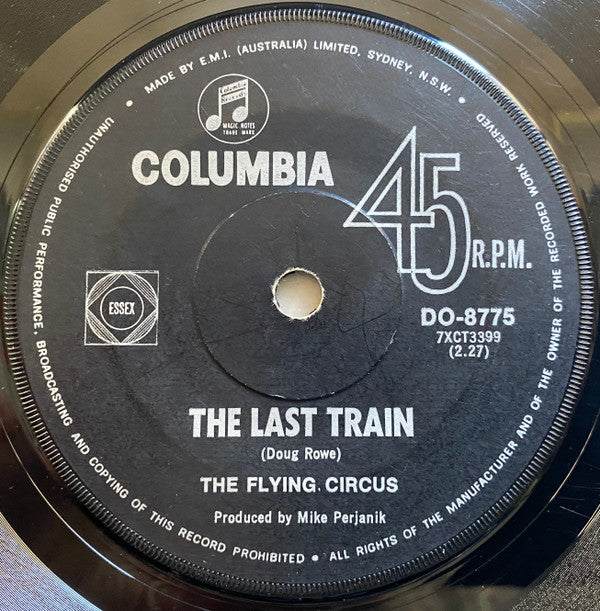 MADE BY E.M.I. (AUSTRALIA) LIMITED, SYDNEY, N.S.W. •
UNAUTHORISED PUBLIC PERFORMANCE, BROADCASTING AND COPYING OF THIS RECORD PROHIBITED • ALL RIGHTS OF THE MANUFACTURER AND OF THE OWNER OF THE RECORDED WORK RESERVED
Columbia
Records
MAGIC NOTES
TRADE MARK
COLUMBIA
45 R.P.M.
ESSEX
DO-8775
7XCT3399
(2.27)
THE LAST TRAIN
(Doug Rowe)
THE FLYING CIRCUS
Produced by Mike Perjanik